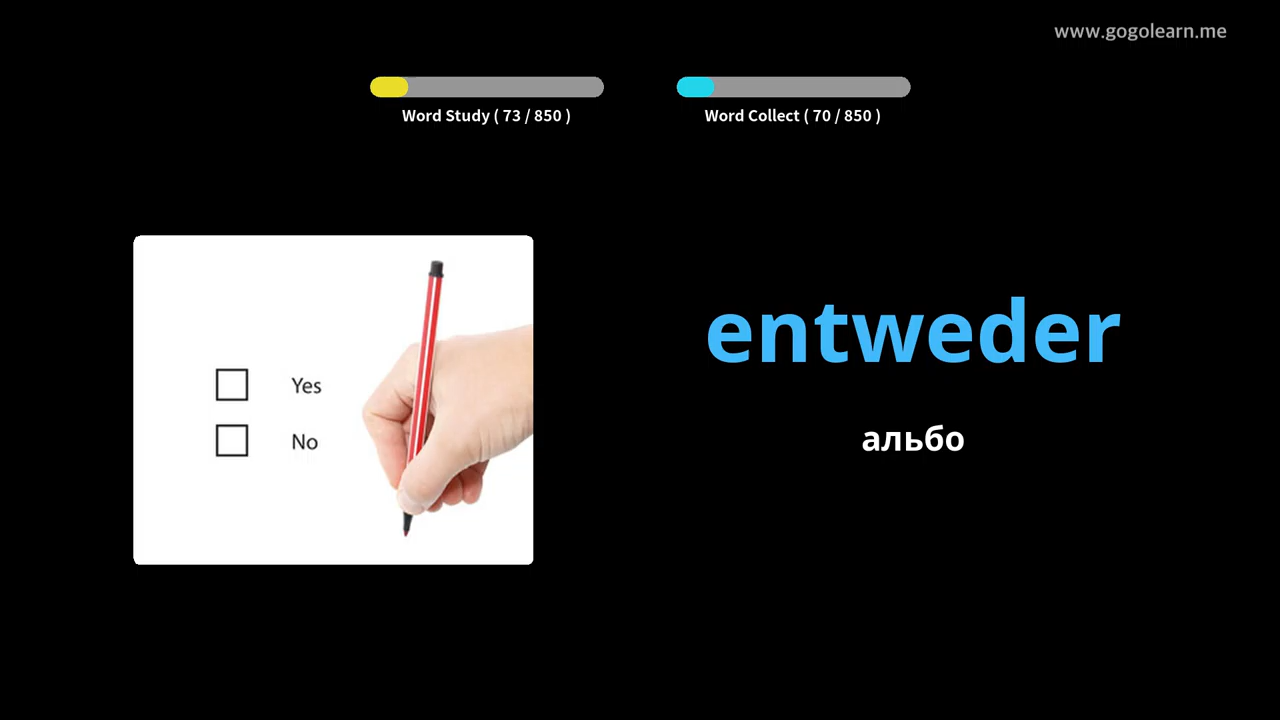 www.gogolearn.me
Word Study ( 73 / 850 )
Word Collect ( 70 / 850 )
Yes
No
entweder
альбо